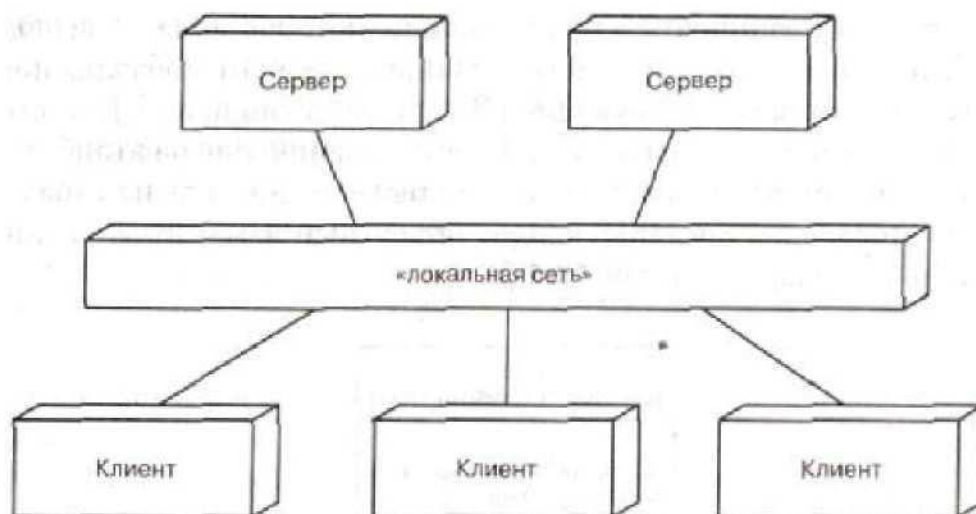 Сервер
Сервер
«локальная сеть»
Клиент
Клиент
Клиент